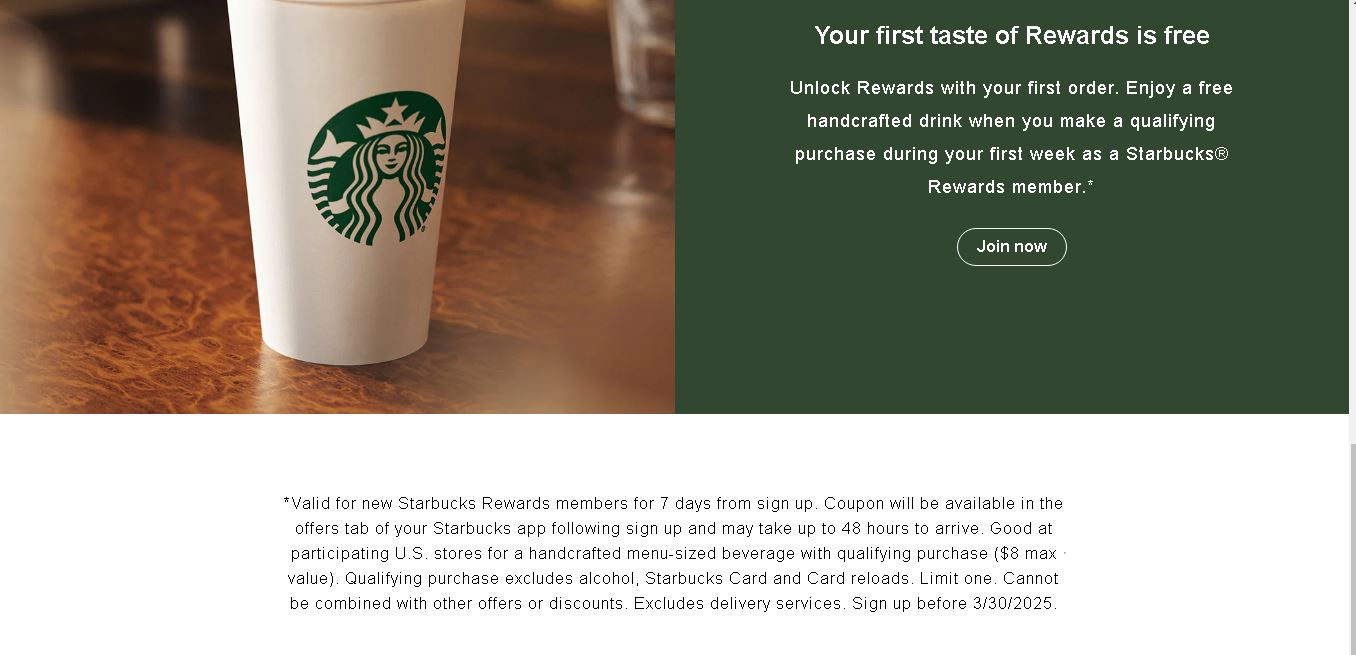 Your first taste of Rewards is free
Unlock Rewards with your first order. Enjoy a free
handcrafted drink when you make a qualifying
purchase during your first week as a Starbucks®
Rewards member.*
Join now
*Valid for new Starbucks Rewards members for 7 days from sign up. Coupon will be available in the
offers tab of your Starbucks app following sign up and may take up to 48 hours to arrive. Good at
participating U.S. stores for a handcrafted menu-sized beverage with qualifying purchase ($8 max
value). Qualifying purchase excludes alcohol, Starbucks Card and Card reloads. Limit one. Cannot
be combined with other offers or discounts. Excludes delivery services. Sign up before 3/30/2025.